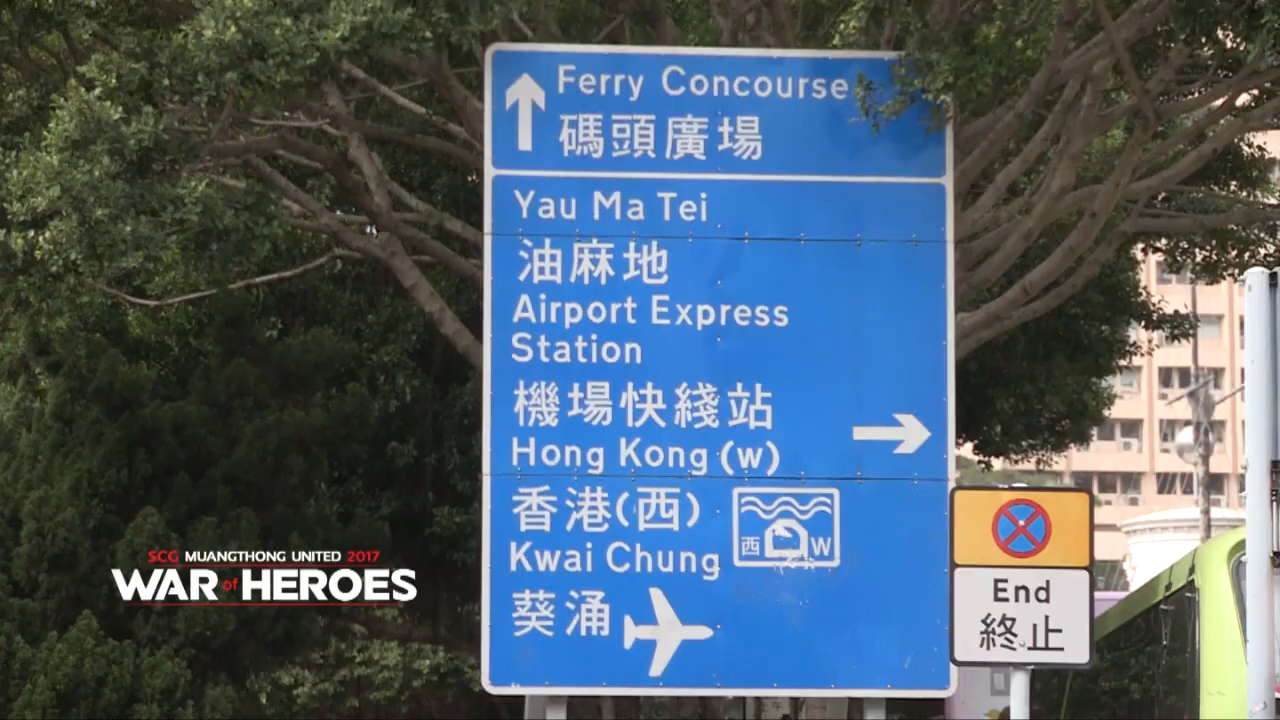 Ferry Concourse
碼頭廣場
Yau Ma Tei
油麻地
Airport Express
Station
機場快綫站
Hong Kong (W)
香港(西)
西 W
Kwai Chung
葵涌
End
終止
SCG MUANGTHONG UNITED 2017
WAR of HEROES